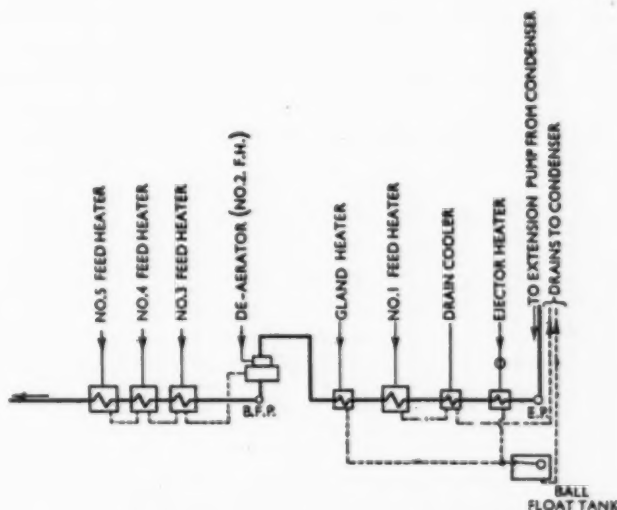 NO.5 FEED HEATER
NO.4 FEED HEATER
NO.3 FEED HEATER
DE-AERATOR (NO.2. F.H.)
GLAND HEATER
NO.1 FEED HEATER
DRAIN COOLER
EJECTOR HEATER
TO EXTENSION PUMP FROM CONDENSER
DRAINS TO CONDENSER
B.F.P.
E.P.
BALL
FLOAT TANK